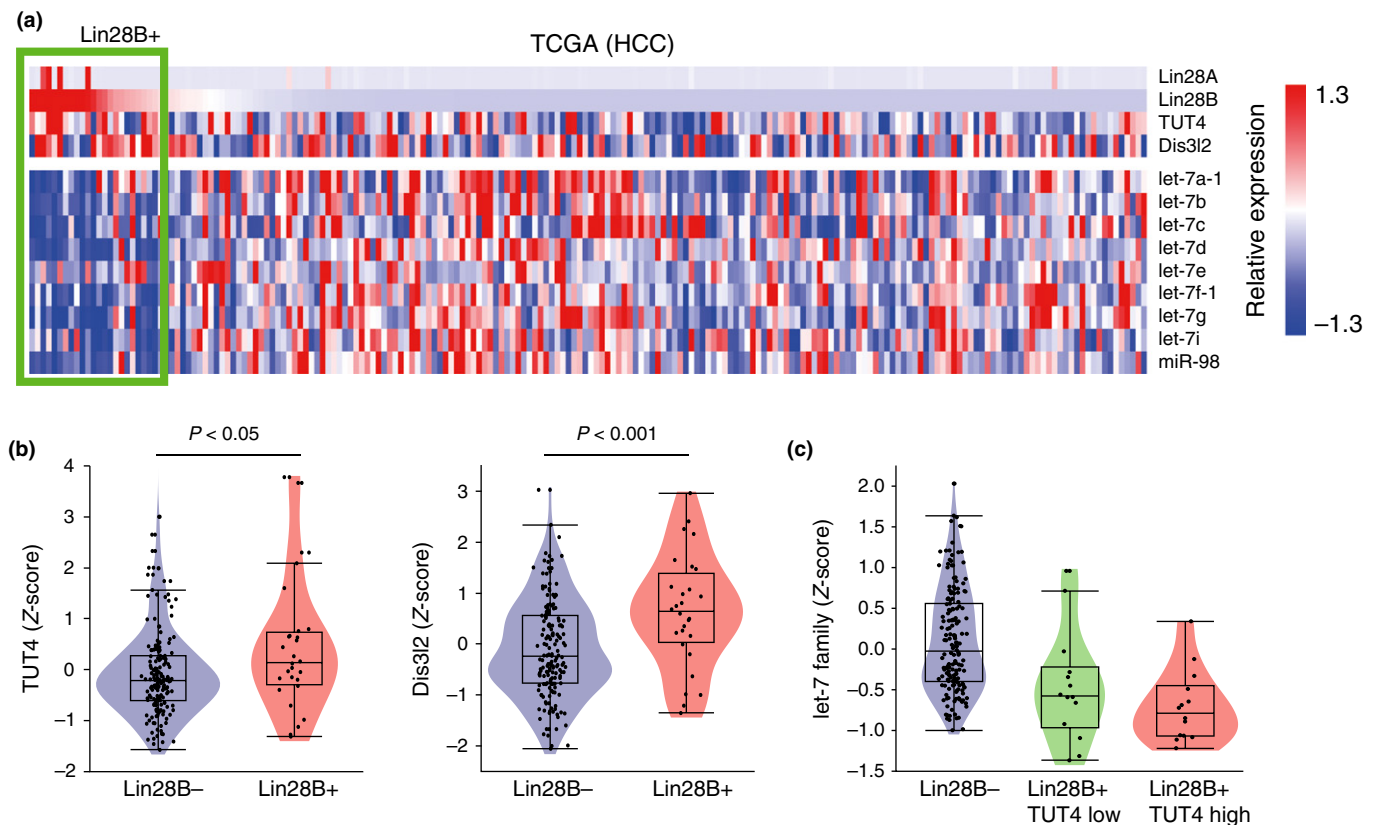 (a)
Lin28B+
TCGA (HCC)
Lin28A
Lin28B
TUT4
Dis3l2
let-7a-1
let-7b
let-7c
let-7d
let-7e
let-7f-1
let-7g
let-7i
miR-98
Relative expression
1.3
–1.3
(b)
P < 0.05
TUT4 (Z-score)
4
3
2
1
0
–1
–2
Lin28B–
Lin28B+
P < 0.001
Dis3l2 (Z-score)
3
2
1
0
–1
–2
Lin28B–
Lin28B+
(c)
let-7 family (Z-score)
2.0
1.5
1.0
0.5
0.0
–0.5
–1.0
–1.5
Lin28B–
Lin28B+
TUT4 low
Lin28B+
TUT4 high